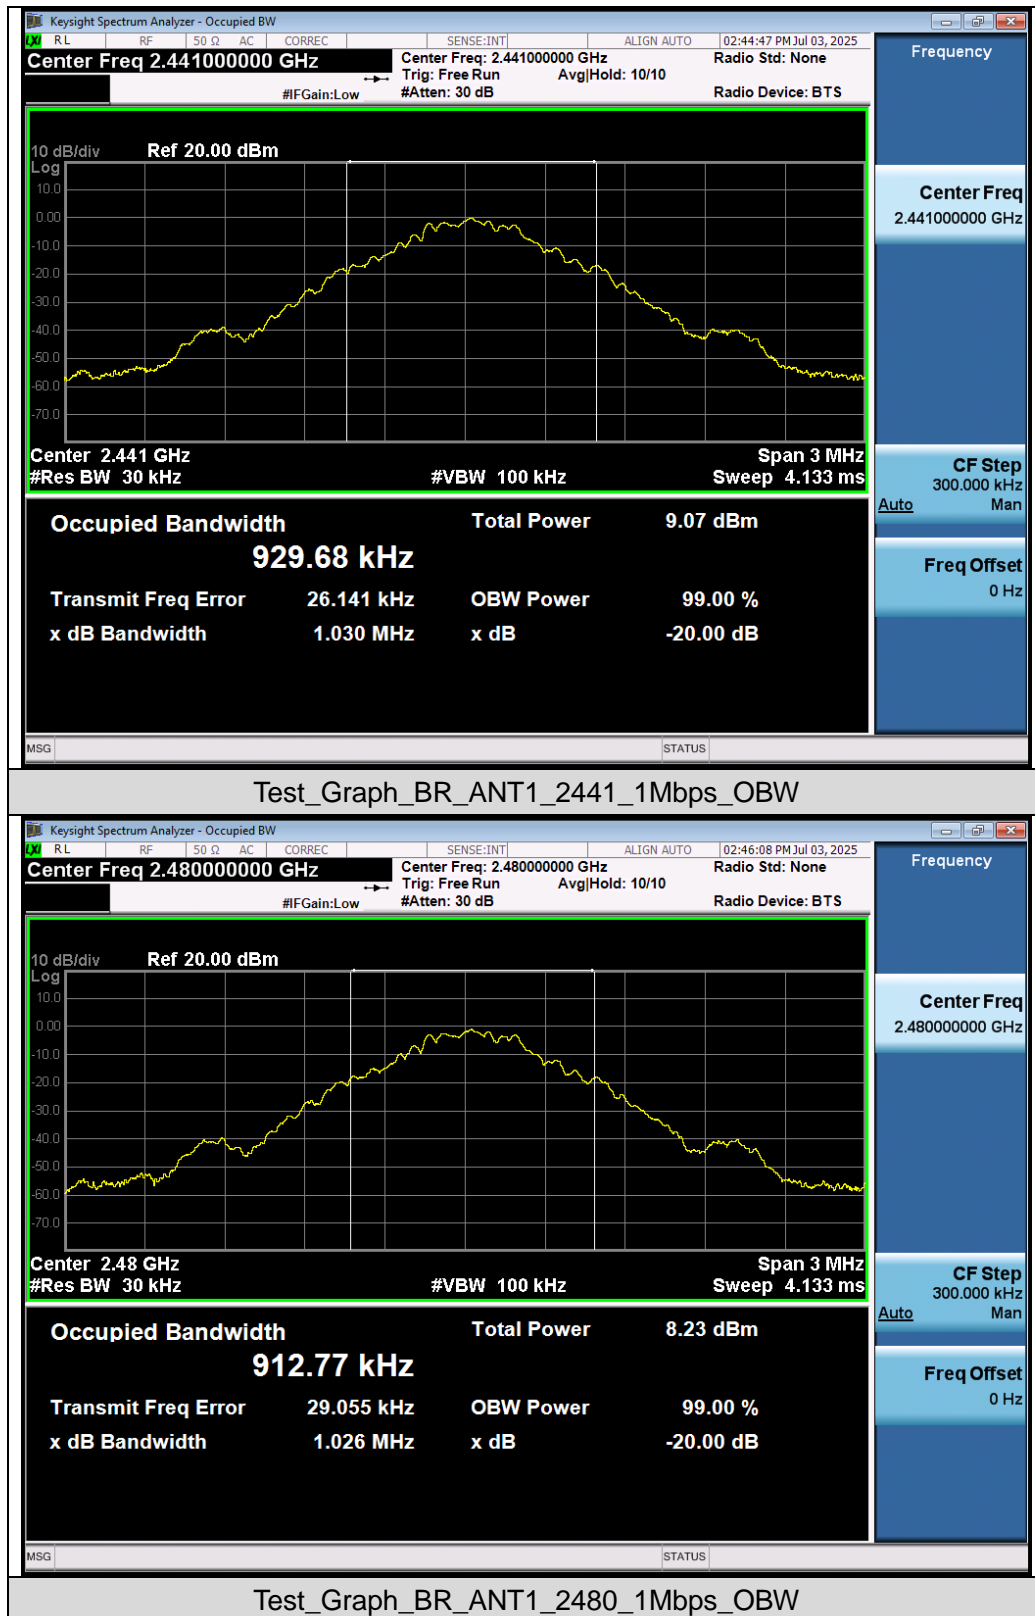 Keysight Spectrum Analyzer - Occupied BW
LXI RL RF 50 Ω AC CORREC SENSE:INT ALIGN AUTO 02:44:47 PM Jul 03, 2025
Center Freq 2.441000000 GHz
Center Freq: 2.441000000 GHz
Radio Std: None
Trig: Free Run Avg|Hold: 10/10
#IFGain:Low
#Atten: 30 dB
Radio Device: BTS
Frequency
10 dB/div Ref 20.00 dBm
Log
10.0
0.00
-10.0
-20.0
-30.0
-40.0
-50.0
-60.0
-70.0
Center 2.441 GHz Span 3 MHz
#Res BW 30 kHz #VBW 100 kHz Sweep 4.133 ms
Center Freq
2.441000000 GHz
CF Step
300.000 kHz
Auto Man
Freq Offset
0 Hz
Occupied Bandwidth Total Power 9.07 dBm
929.68 kHz
Transmit Freq Error 26.141 kHz OBW Power 99.00 %
x dB Bandwidth 1.030 MHz x dB -20.00 dB
MSG STATUS
Test_Graph_BR_ANT1_2441_1Mbps_OBW
Keysight Spectrum Analyzer - Occupied BW
LXI RL RF 50 Ω AC CORREC SENSE:INT ALIGN AUTO 02:46:08 PM Jul 03, 2025
Center Freq 2.480000000 GHz
Center Freq: 2.480000000 GHz
Radio Std: None
Trig: Free Run Avg|Hold: 10/10
#IFGain:Low
#Atten: 30 dB
Radio Device: BTS
Frequency
10 dB/div Ref 20.00 dBm
Log
10.0
0.00
-10.0
-20.0
-30.0
-40.0
-50.0
-60.0
-70.0
Center 2.48 GHz Span 3 MHz
#Res BW 30 kHz #VBW 100 kHz Sweep 4.133 ms
Center Freq
2.480000000 GHz
CF Step
300.000 kHz
Auto Man
Freq Offset
0 Hz
Occupied Bandwidth Total Power 8.23 dBm
912.77 kHz
Transmit Freq Error 29.055 kHz OBW Power 99.00 %
x dB Bandwidth 1.026 MHz x dB -20.00 dB
MSG STATUS
Test_Graph_BR_ANT1_2480_1Mbps_OBW